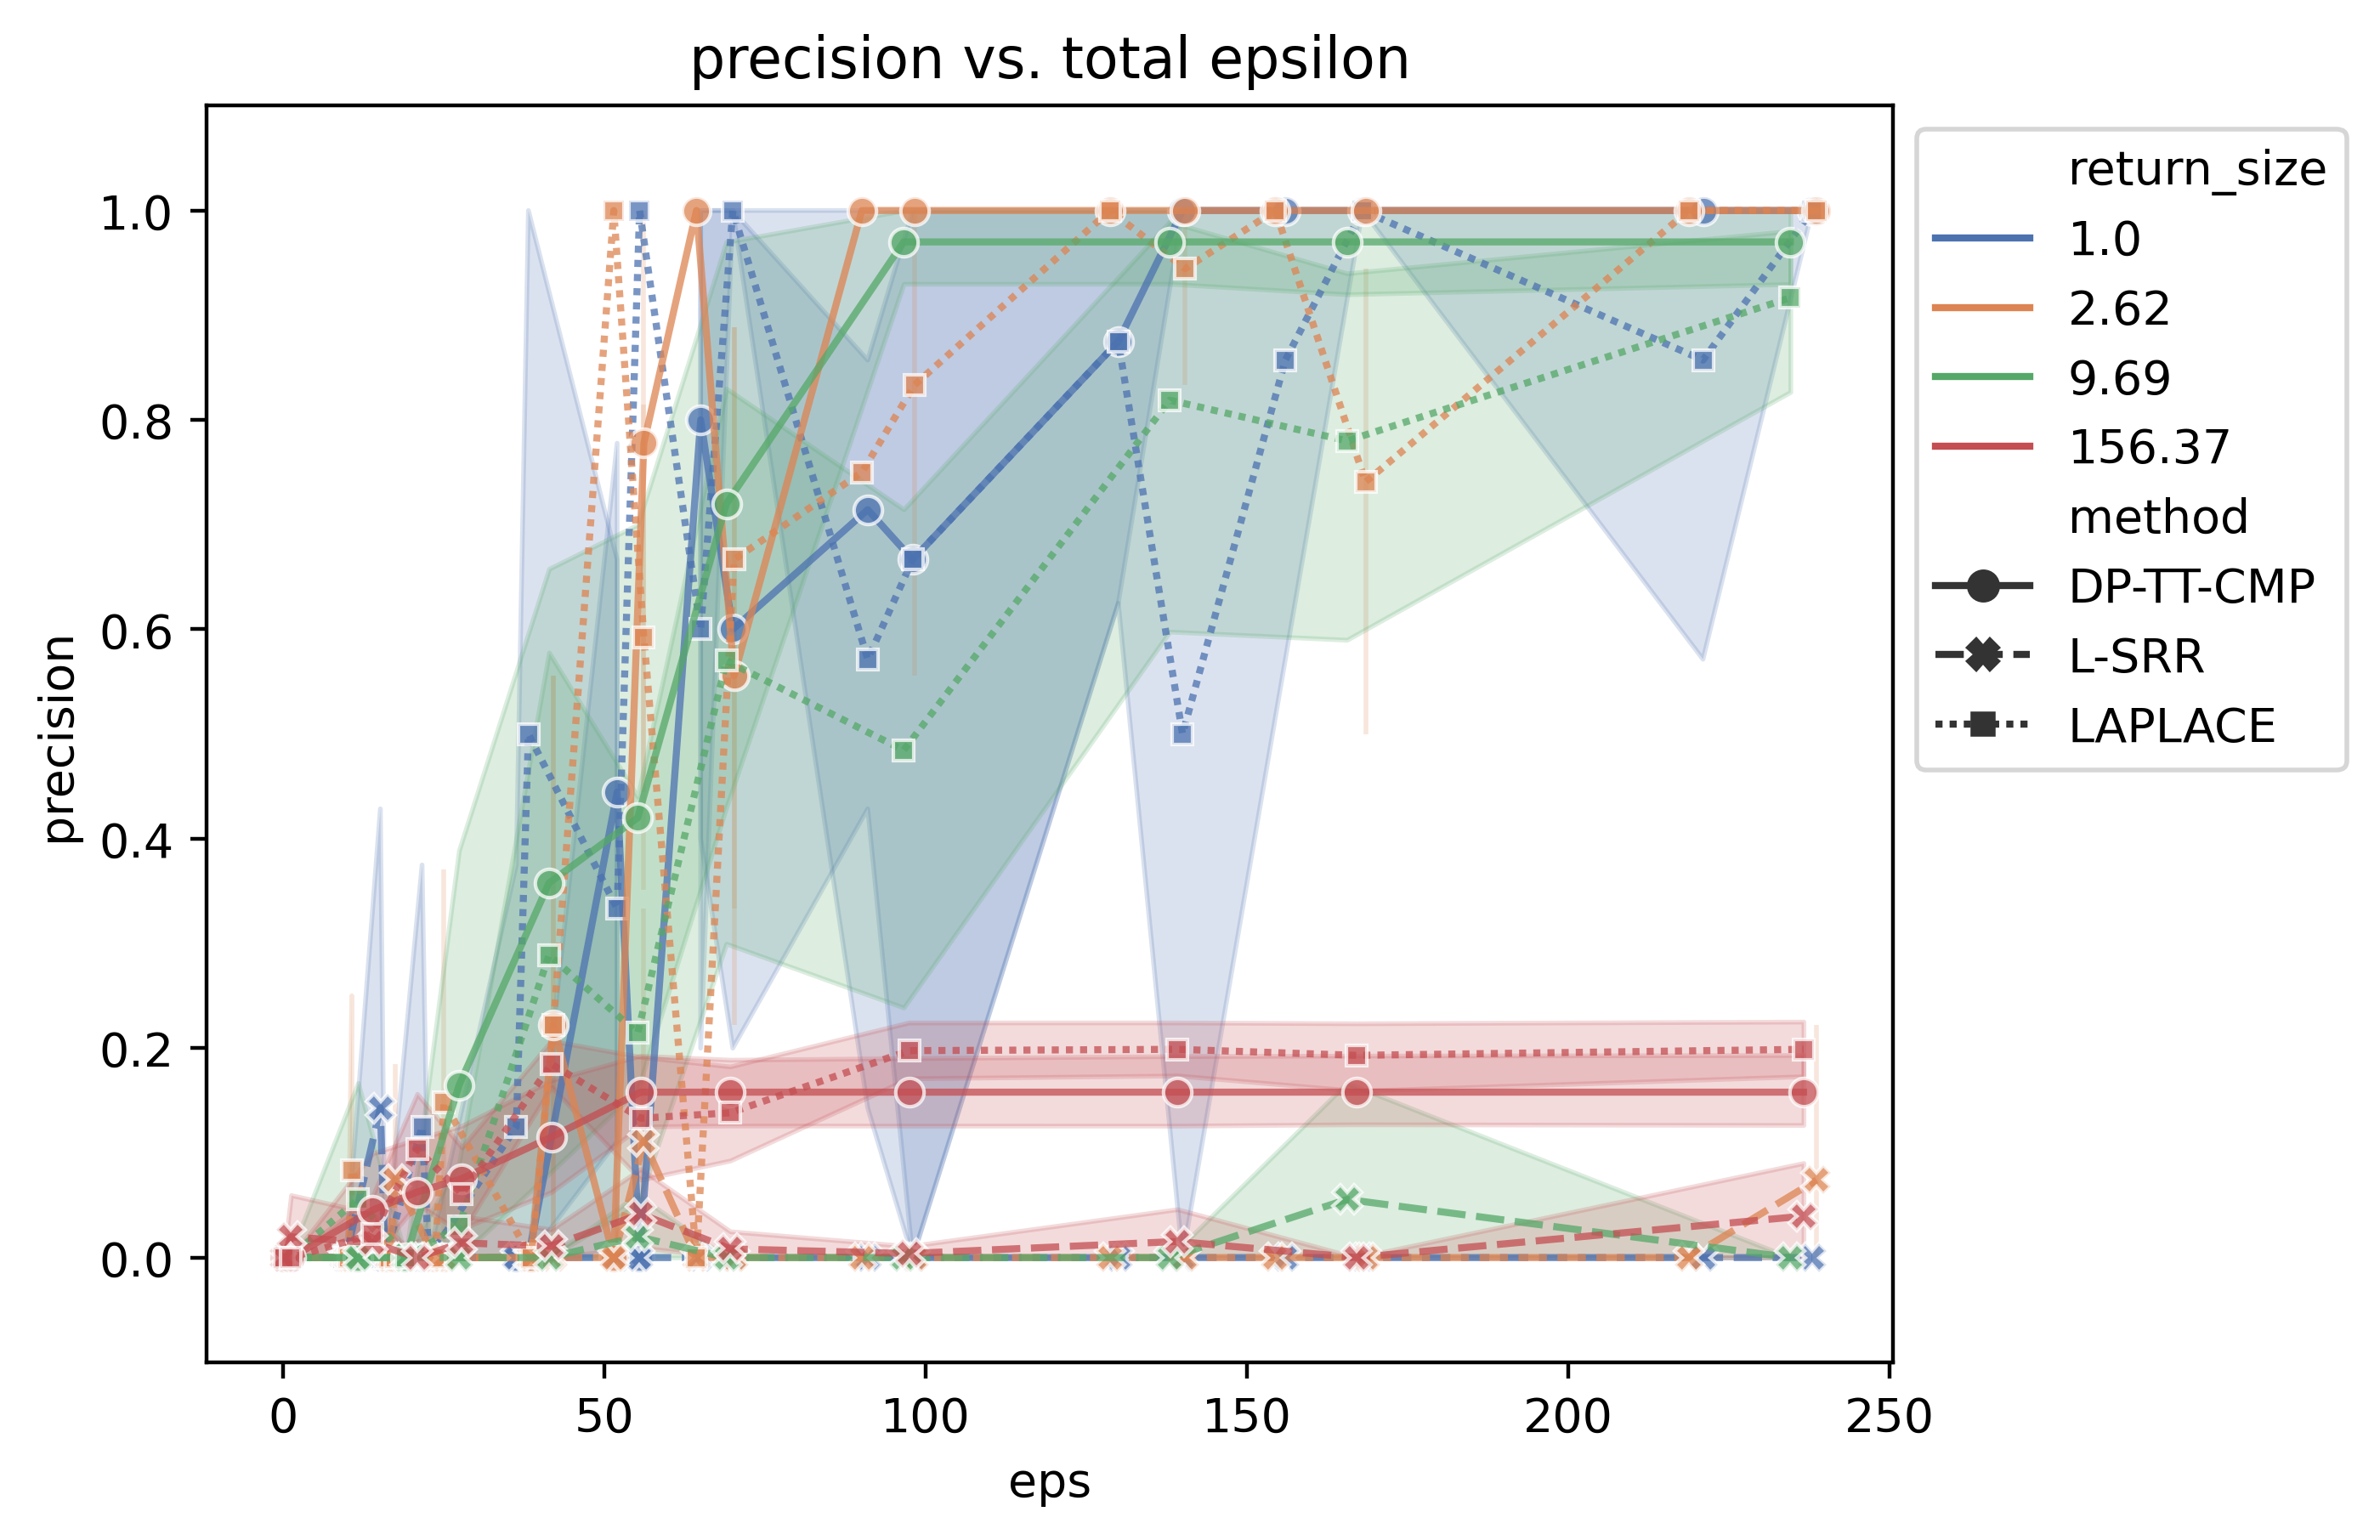 precision vs. total epsilon
precision
1.0
0.8
0.6
0.4
0.2
0.0
0
50
100
150
200
250
eps
return_size
1.0
2.62
9.69
156.37
method
DP-TT-CMP
L-SRR
LAPLACE